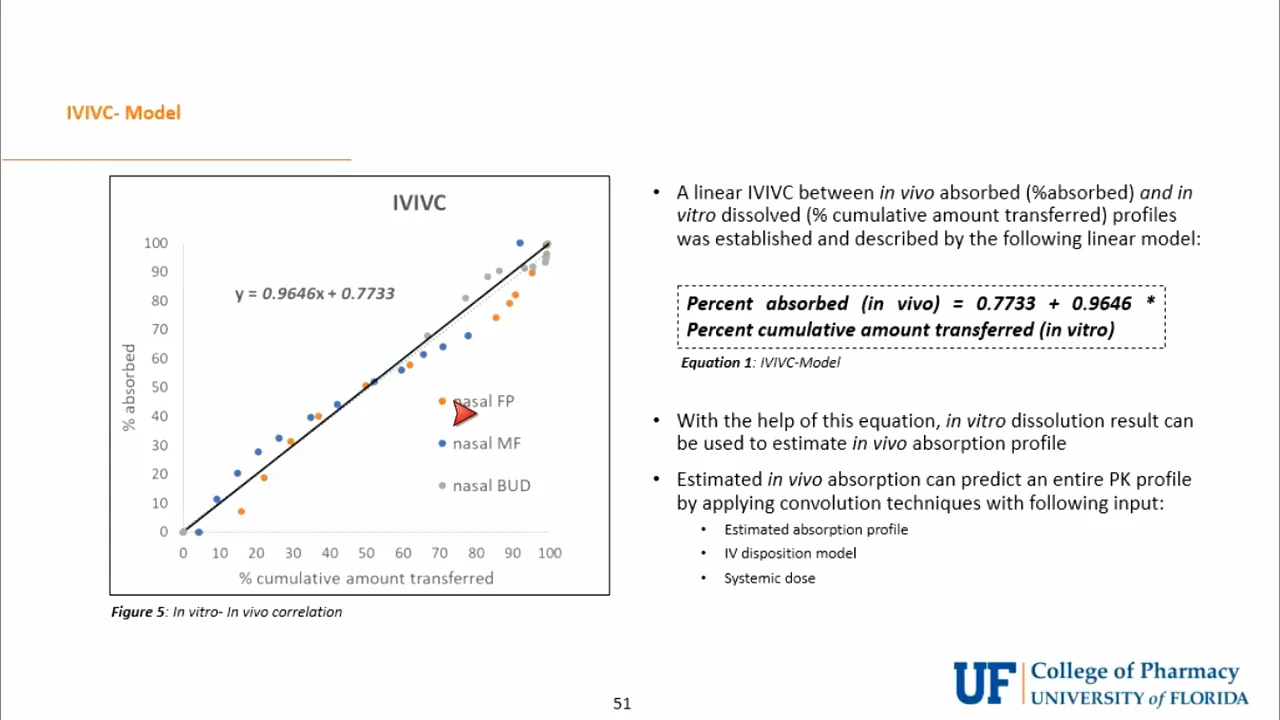 IVIVC- Model
IVIVC
y = 0.9646x + 0.7733
% absorbed
100
90
80
70
60
50
40
30
20
10
0
0 10 20 30 40 50 60 70 80 90 100
% cumulative amount transferred
nasal FP
nasal MF
nasal BUD
Figure 5: In vitro- In vivo correlation
• A linear IVIVC between in vivo absorbed (%absorbed) and in
vitro dissolved (% cumulative amount transferred) profiles
was established and described by the following linear model:
Percent absorbed (in vivo) = 0.7733 + 0.9646 *
Percent cumulative amount transferred (in vitro)
Equation 1: IVIVC-Model
• With the help of this equation, in vitro dissolution result can
be used to estimate in vivo absorption profile
• Estimated in vivo absorption can predict an entire PK profile
by applying convolution techniques with following input:
• Estimated absorption profile
• IV disposition model
• Systemic dose
51
UF College of Pharmacy
UNIVERSITY of FLORIDA